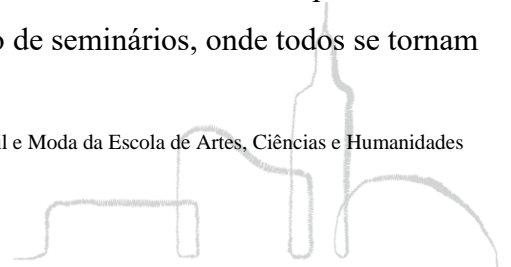 o de seminários, onde todos se tornam
l e Moda da Escola de Artes, Ciências e Humanidades